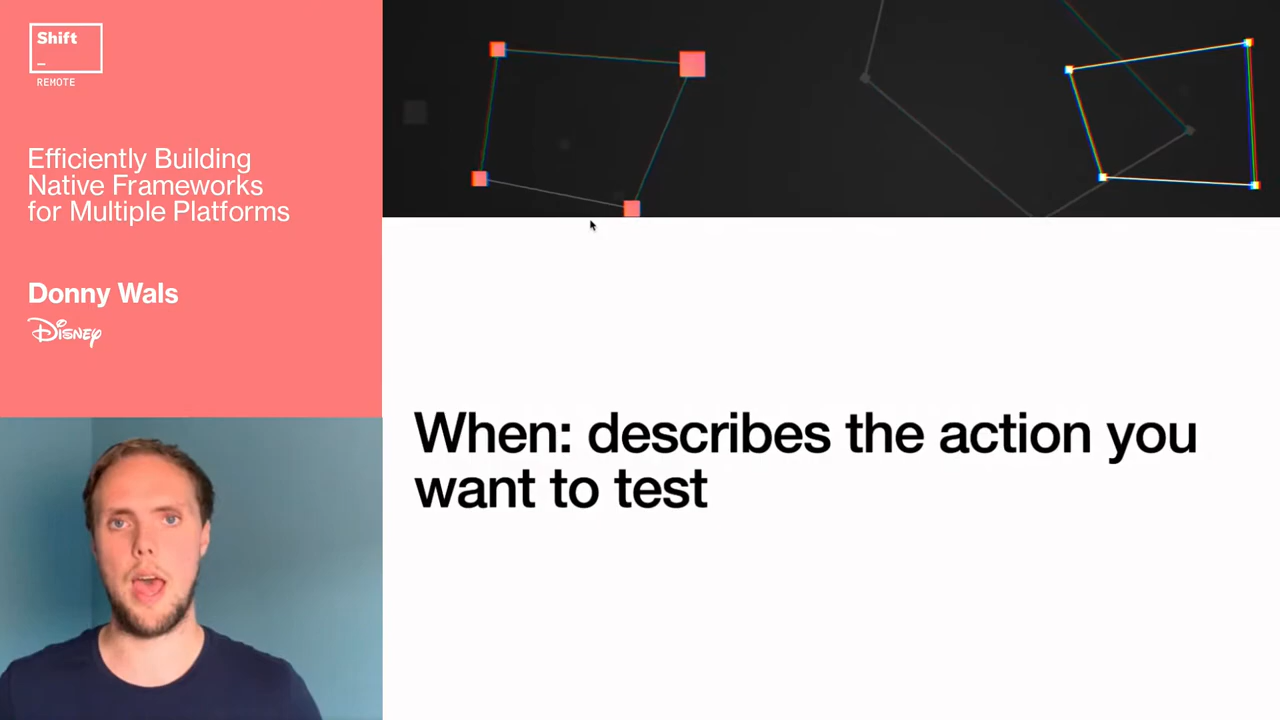 Shift
_
REMOTE
Efficiently Building
Native Frameworks
for Multiple Platforms
Donny Wals
Disney
When: describes the action you
want to test